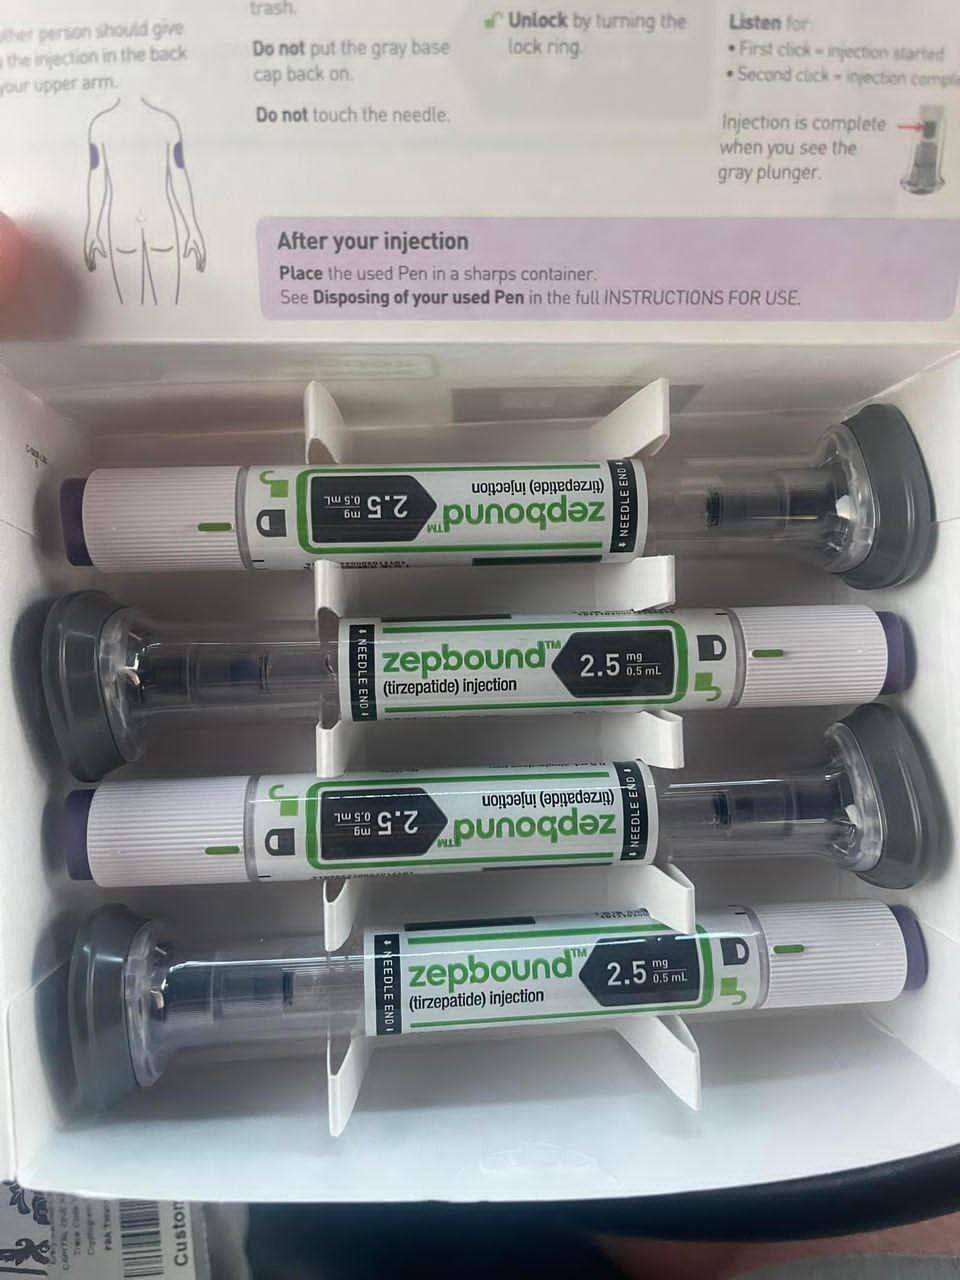 trash.
other person should give
the injection in the back
your upper arm.
Do not put the gray base
cap back on.
Do not touch the needle.
Unlock by turning the
lock ring.
Listen for:
• First click = injection started
• Second click = injection
Injection is complete
when you see the
gray plunger.
After your injection
Place the used Pen in a sharps container.
See Disposing of your used Pen in the full INSTRUCTIONS FOR USE.
zepbound™
(tirzepatide) injection
2.5 mg
0.5 mL
NEEDLE END
NEEDLE END
zepbound™
(tirzepatide) injection
2.5 mg
0.5 mL
zepbound™
(tirzepatide) injection
2.5 mg
0.5 mL
NEEDLE END
NEEDLE END
zepbound™
(tirzepatide) injection
2.5 mg
0.5 mL
Custom